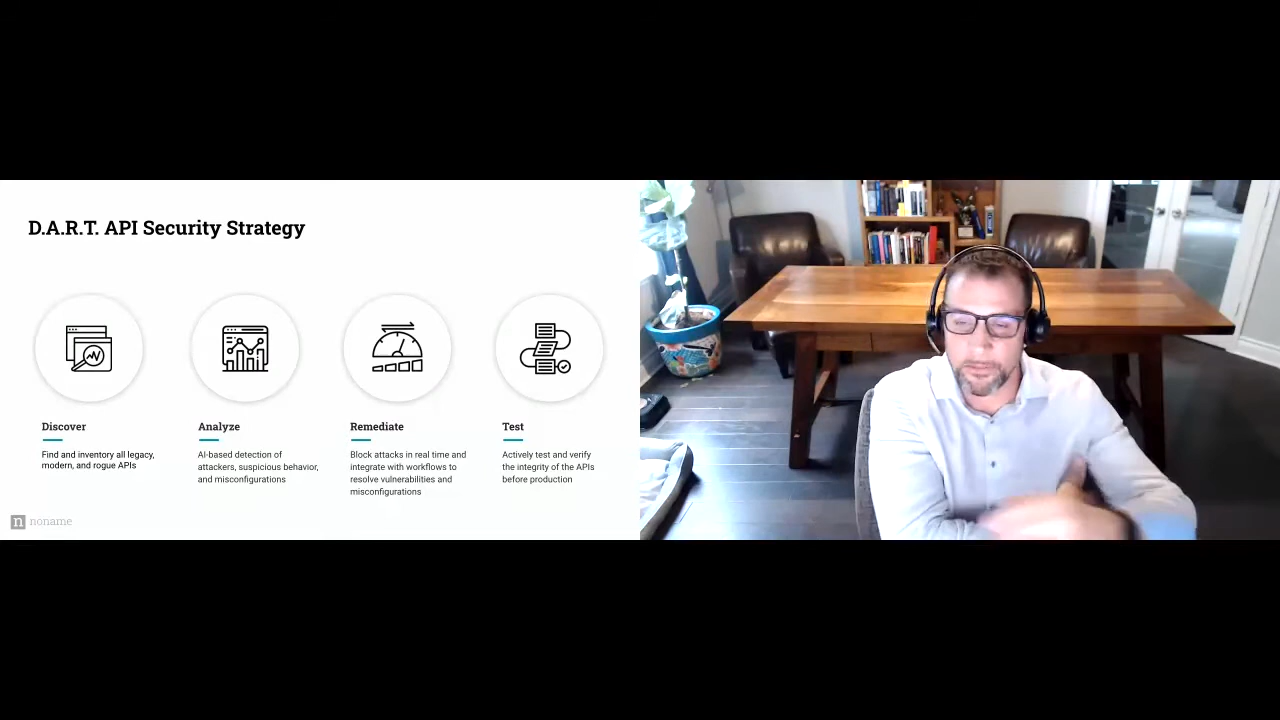 D.A.R.T. API Security Strategy
Discover
Find and inventory all legacy,
modern, and rogue APIs
Analyze
AI-based detection of
attackers, suspicious behavior,
and misconfigurations
Remediate
Block attacks in real time and
integrate with workflows to
resolve vulnerabilities and
misconfigurations
Test
Actively test and verify
the integrity of the APIs
before production
n noname